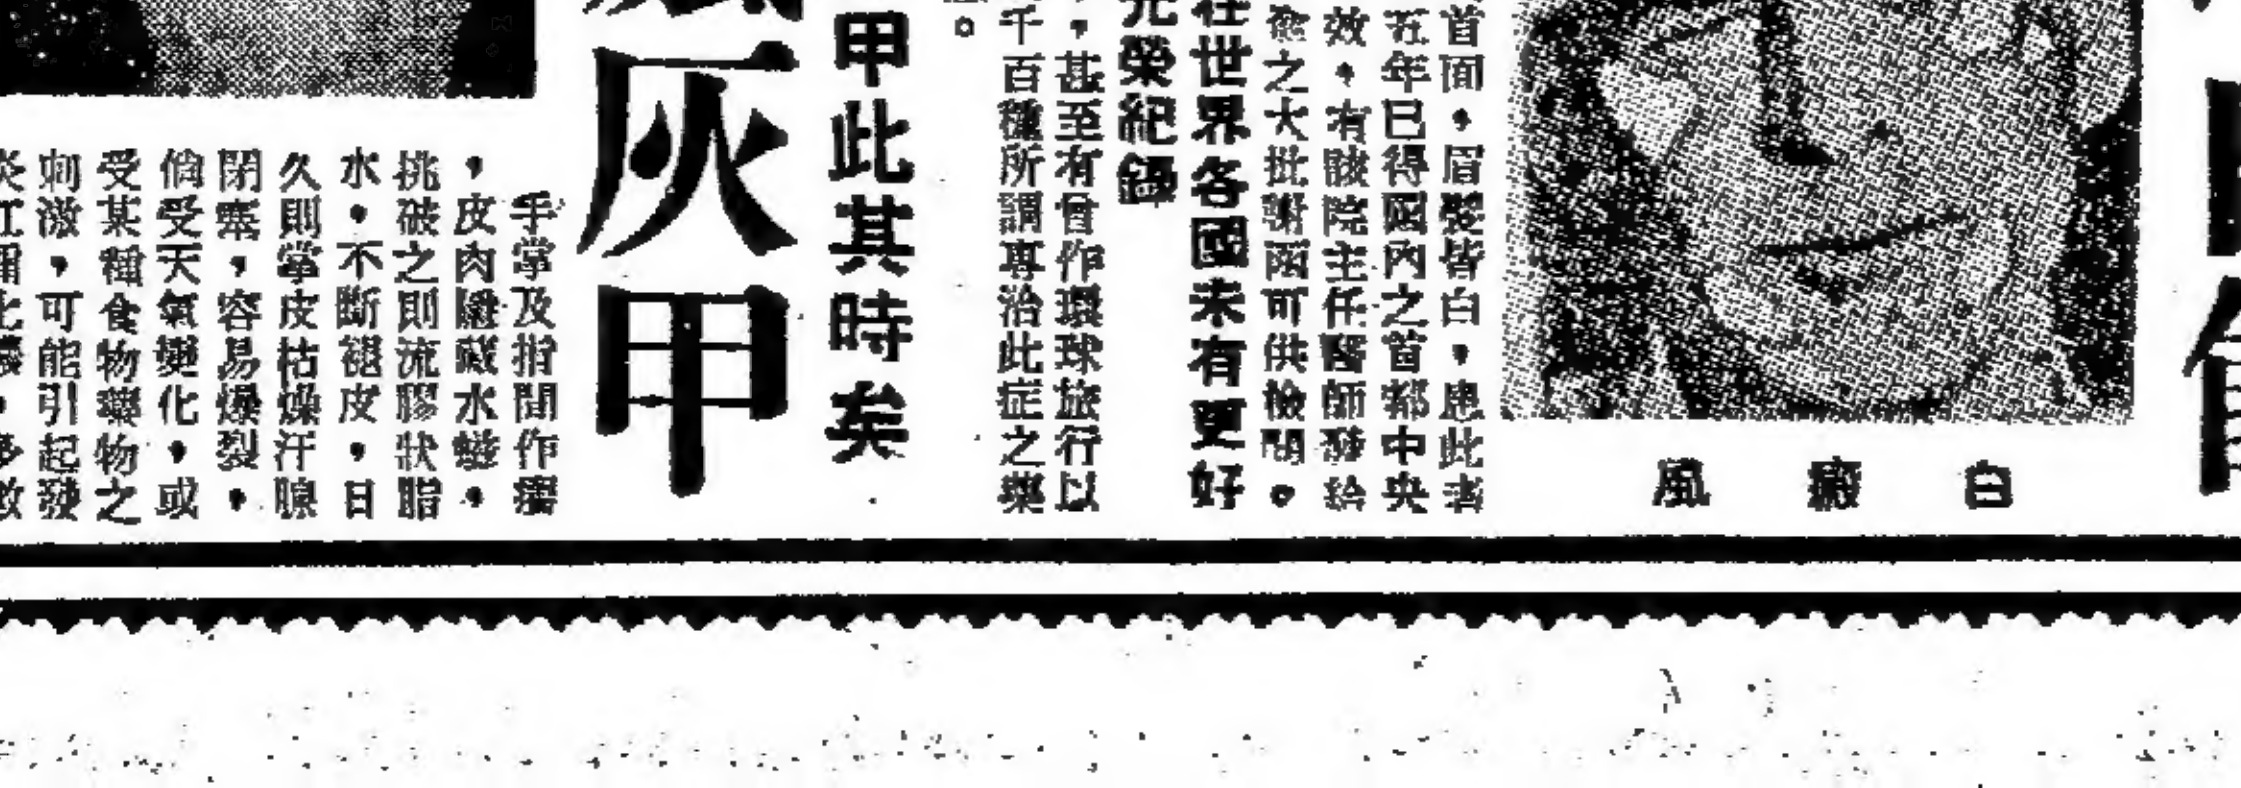 白癜風
首面，眉髮皆白，患此者
五年已得國內之首都中央
效，有該院主任醫師發給
愈之大批謝函可供檢閱。
在世界各國未有更好
光榮紀錄
，甚至有曾作環球旅行以
千百種所謂專治此症之藥
。
甲此其時矣
風灰甲
手掌及指間作癢
，皮肉隱藏水蟻，
挑破之則流膠狀脂
水，不斷褪皮，日
久則掌皮枯燥汗腺
閉塞，容易爆裂，
倘受天氣變化，或
受某種食物藥物之
刺激，可能引起發
炎紅